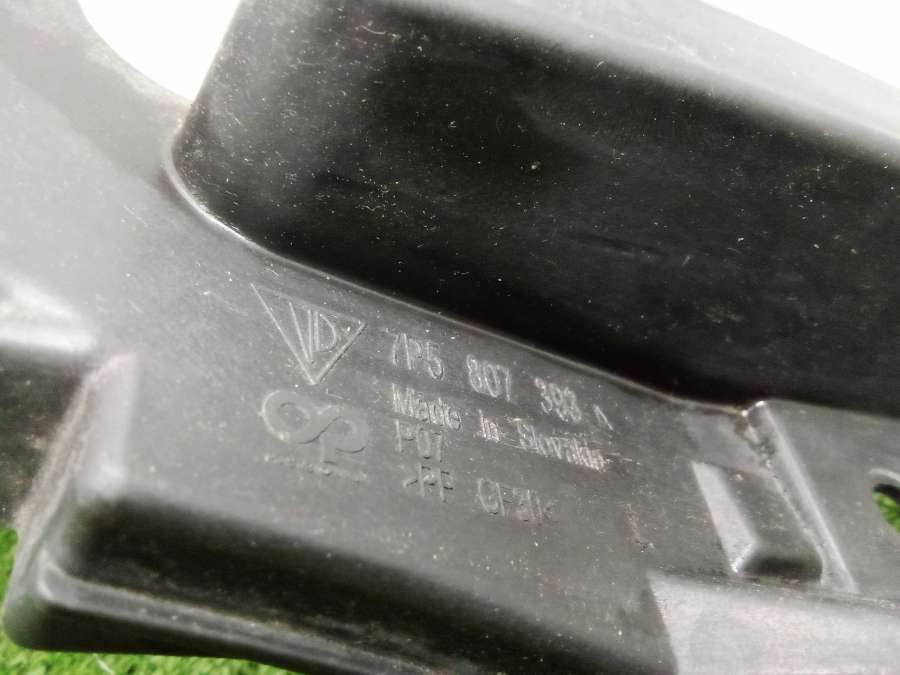 7P5 807 393 A
Made in Slovakia
P07
>PP GF30<